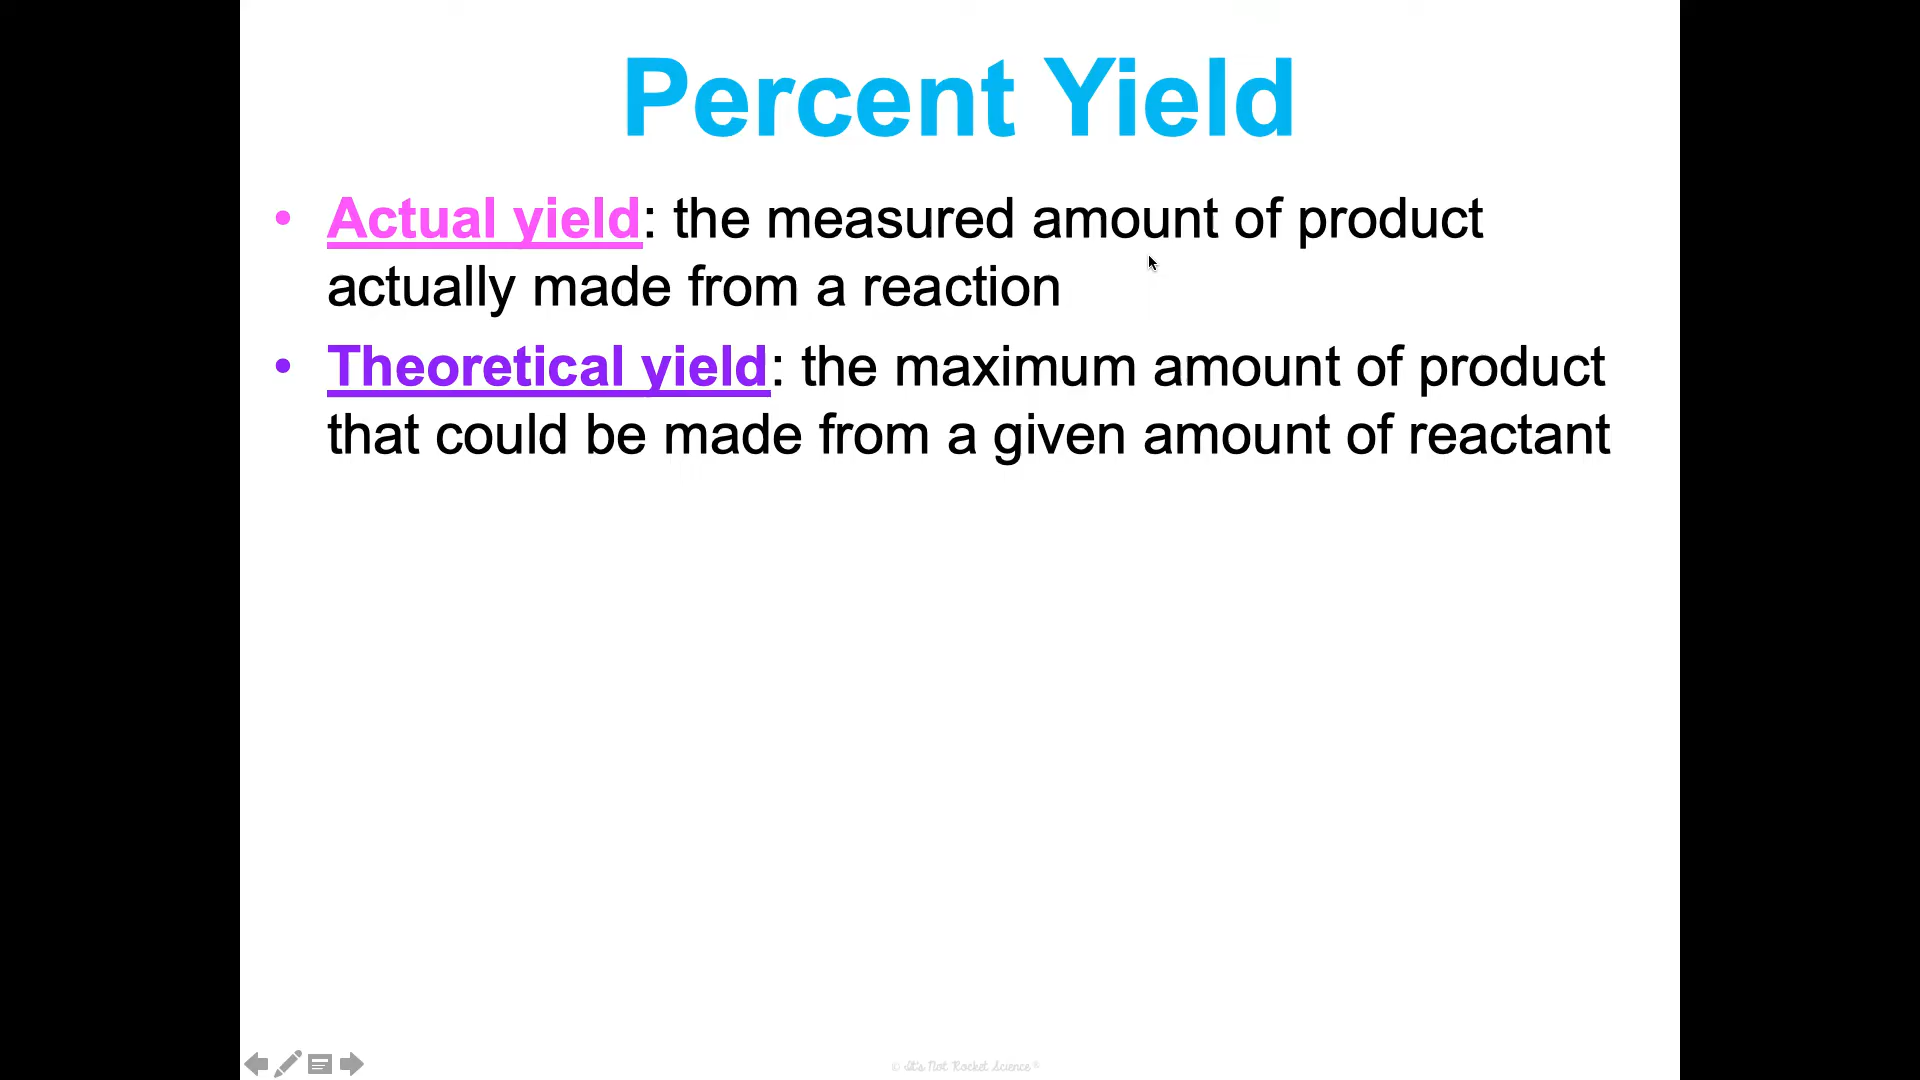 Percent Yield
• Actual yield: the measured amount of product
actually made from a reaction
• Theoretical yield: the maximum amount of product
that could be made from a given amount of reactant
© It's Not Rocket Science®